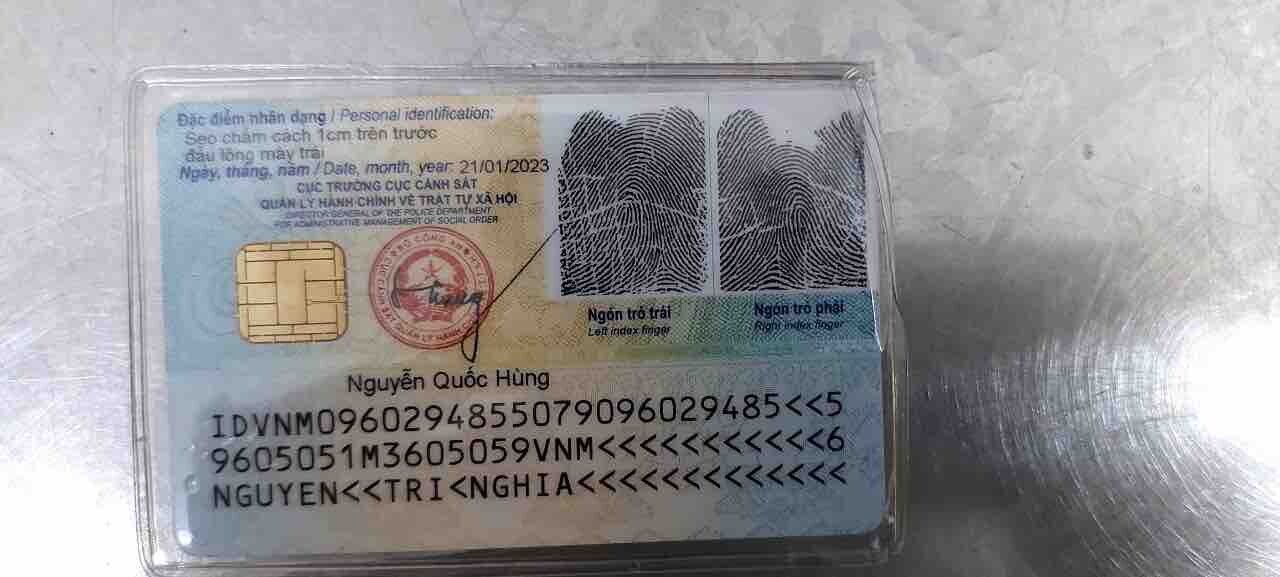 Đặc điểm nhân dạng / Personal identification:
Sẹo chấm cách 1cm trên trước
đầu lông mày trái
Ngày, tháng, năm / Date, month, year: 21/01/2023
CỤC TRƯỞNG CỤC CẢNH SÁT
QUẢN LÝ HÀNH CHÍNH VỀ TRẬT TỰ XÃ HỘI
DIRECTOR GENERAL OF THE POLICE DEPARTMENT
FOR ADMINISTRATIVE MANAGEMENT OF SOCIAL ORDER
BỘ CÔNG AN
Ngón trỏ trái
Left index finger
Ngón trỏ phải
Right index finger
Nguyễn Quốc Hùng
IDVNM0960294855079096029485<<5
9605051M3605059VNM<<<<<<<<<<<6
NGUYEN<<TRI<NGHIA<<<<<<<<<<<<<